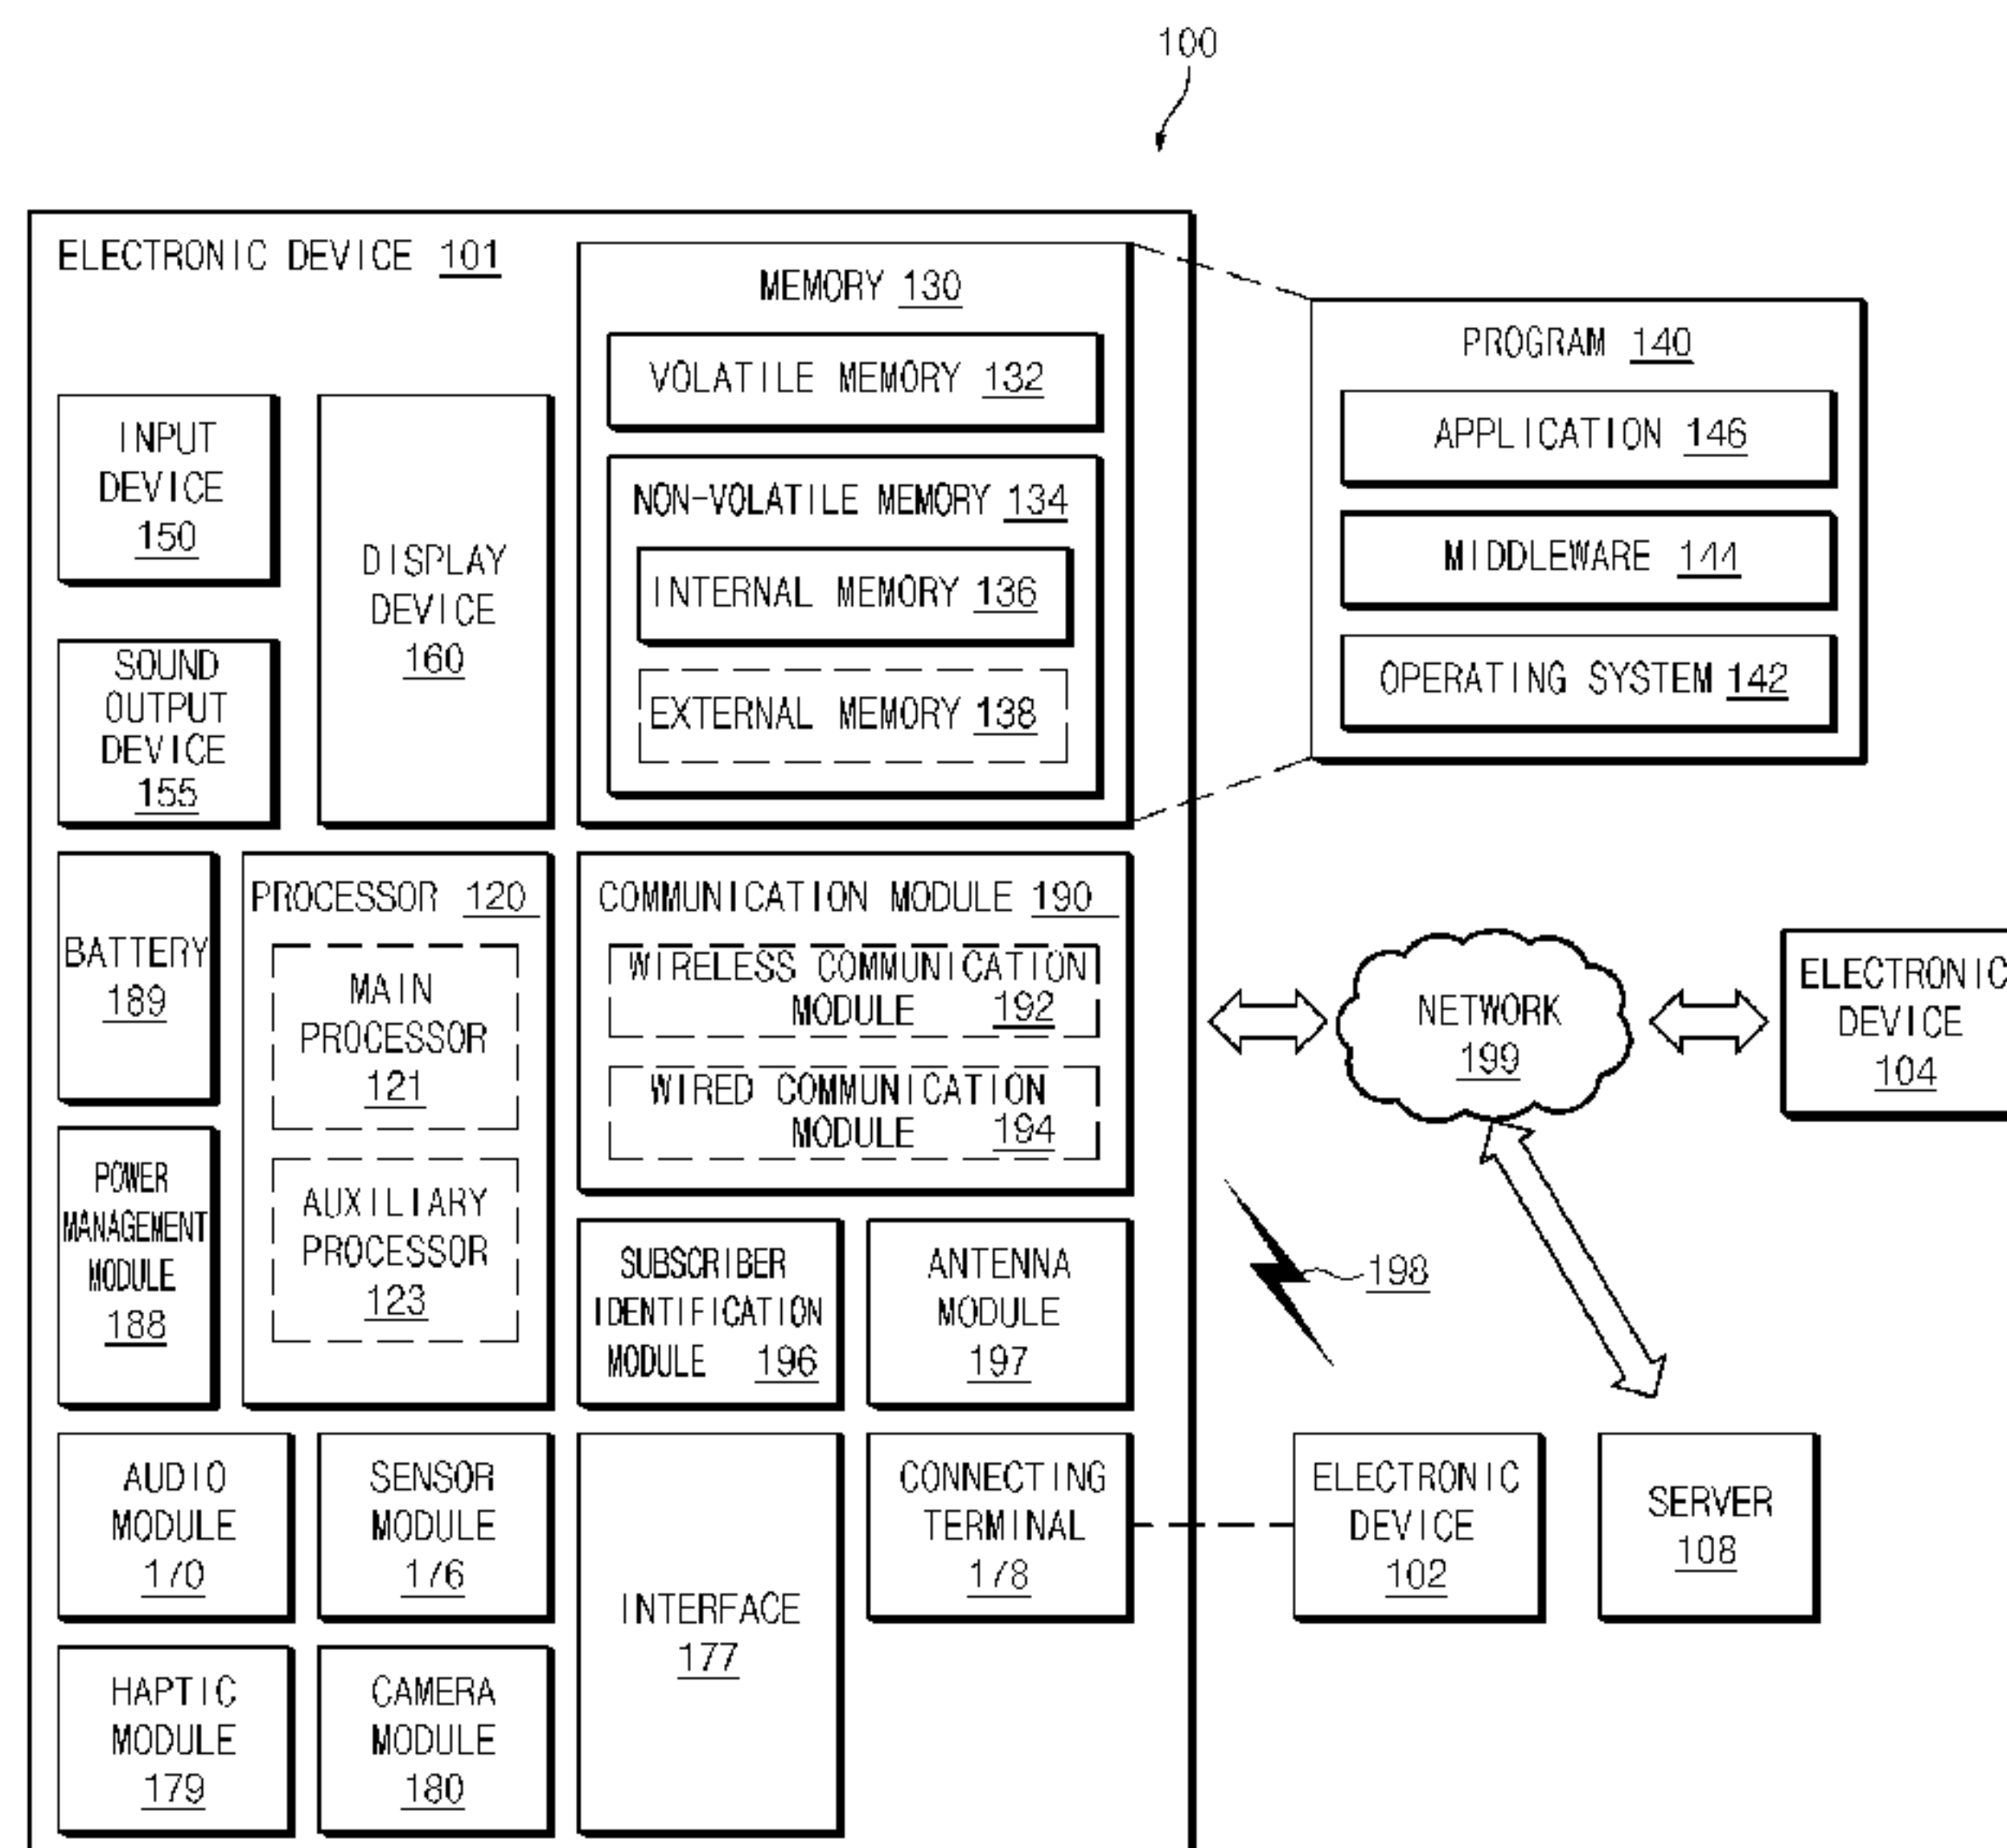 100
ELECTRONIC DEVICE 101
MEMORY 130
VOLATILE MEMORY 132
NON-VOLATILE MEMORY 134
INTERNAL MEMORY 136
EXTERNAL MEMORY 138
PROGRAM 140
APPLICATION 146
MIDDLEWARE 144
OPERATING SYSTEM 142
INPUT
DEVICE
150
DISPLAY
DEVICE
160
SOUND
OUTPUT
DEVICE
155
BATTERY
189
PROCESSOR 120
MAIN
PROCESSOR
121
AUXILIARY
PROCESSOR
123
POWER
MANAGEMENT
MODULE
188
COMMUNICATION MODULE 190
WIRELESS COMMUNICATION
MODULE 192
WIRED COMMUNICATION
MODULE 194
NETWORK
199
ELECTRONIC
DEVICE
104
SUBSCRIBER
IDENTIFICATION
MODULE 196
ANTENNA
MODULE
197
198
AUDIO
MODULE
170
SENSOR
MODULE
176
INTERFACE
177
CONNECTING
TERMINAL
178
ELECTRONIC
DEVICE
102
SERVER
108
HAPTIC
MODULE
179
CAMERA
MODULE
180